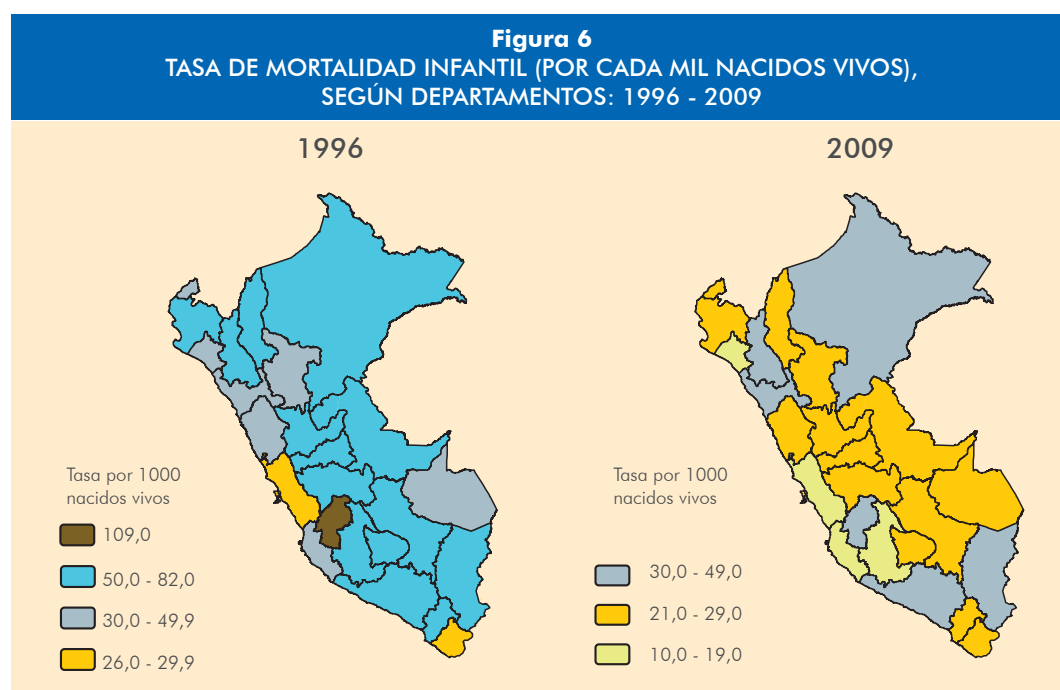 Figura 6
TASA DE MORTALIDAD INFANTIL (POR CADA MIL NACIDOS VIVOS),
SEGÚN DEPARTAMENTOS: 1996 - 2009
1996
Tasa por 1000
nacidos vivos
109,0
50,0 - 82,0
30,0 - 49,9
26,0 - 29,9
2009
Tasa por 1000
nacidos vivos
30,0 - 49,0
21,0 - 29,0
10,0 - 19,0